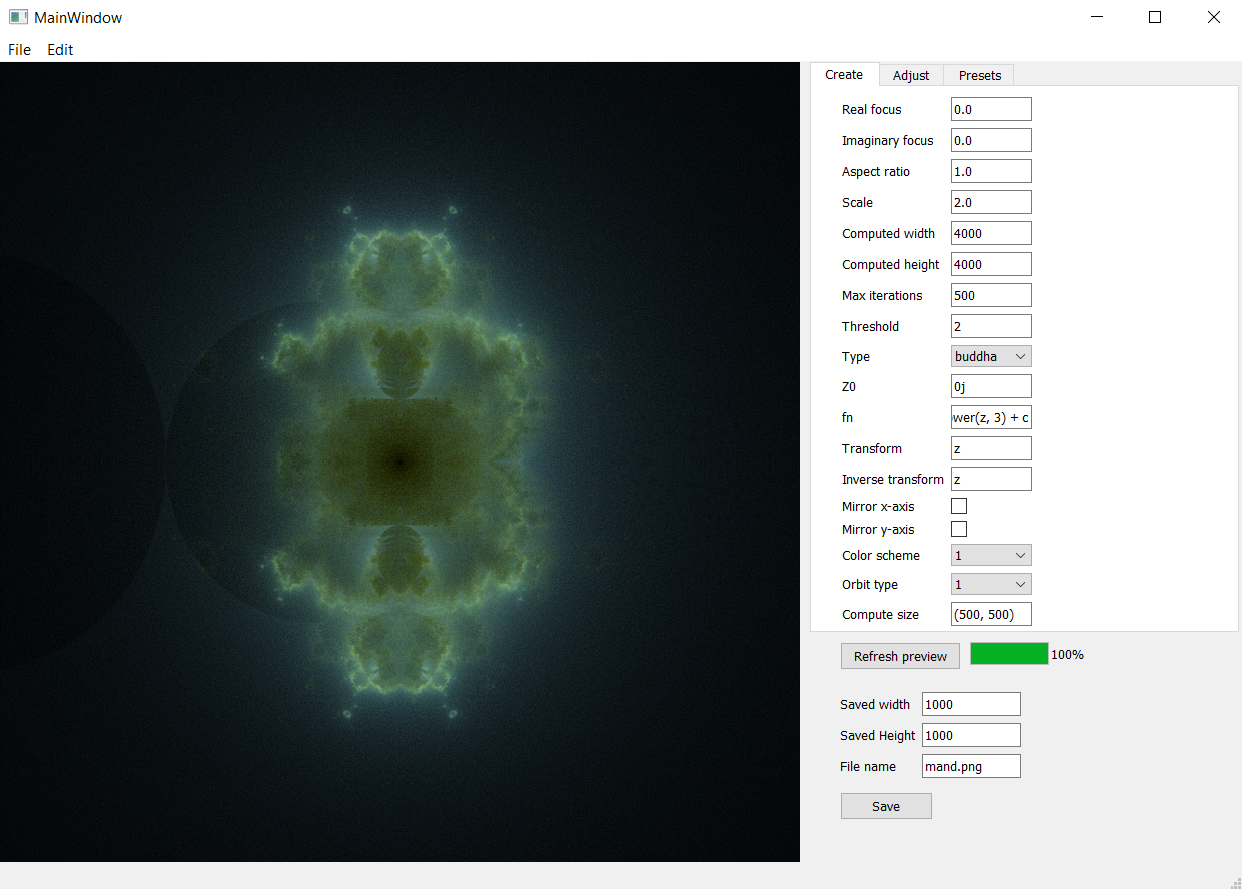 MainWindow
File Edit
Create Adjust Presets
Real focus 0.0
Imaginary focus 0.0
Aspect ratio 1.0
Scale 2.0
Computed width 4000
Computed height 4000
Max iterations 500
Threshold 2
Type buddha
Z0 0j
fn wer(z, 3) + c
Transform z
Inverse transform z
Mirror x-axis
Mirror y-axis
Color scheme 1
Orbit type 1
Compute size (500, 500)
Refresh preview 100%
Saved width 1000
Saved Height 1000
File name mand.png
Save